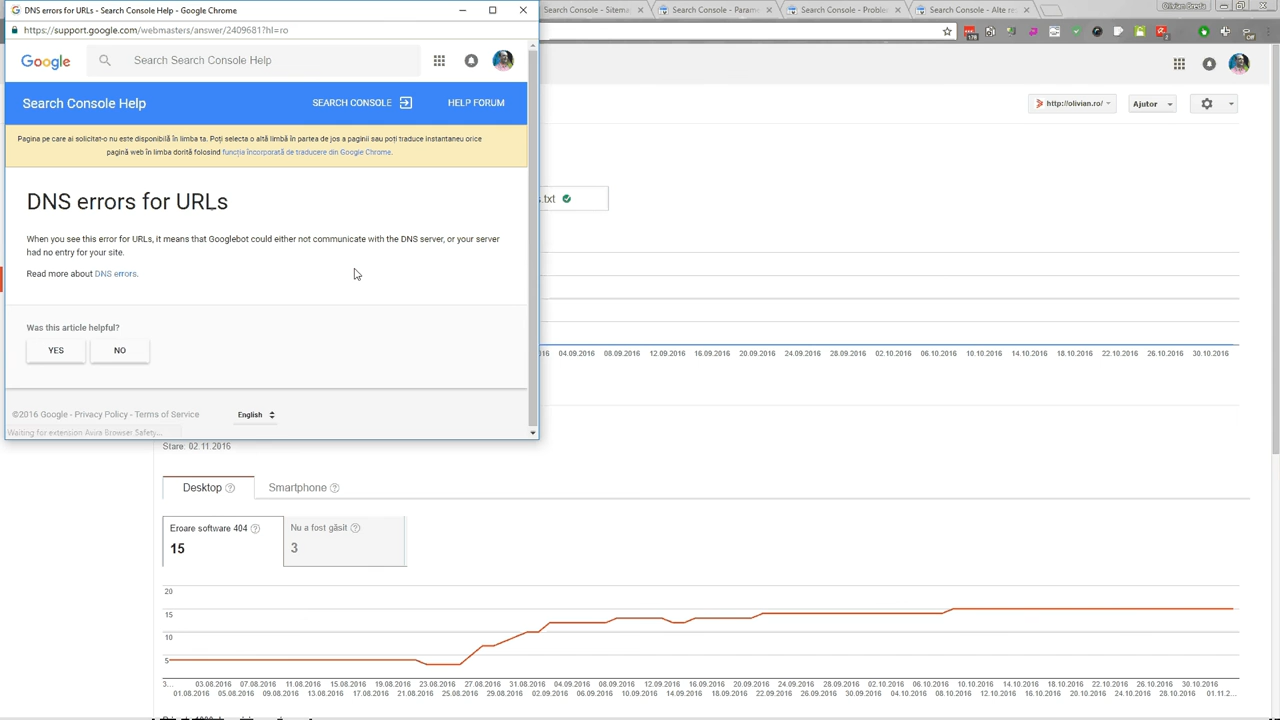 DNS errors for URLs - Search Console Help - Google Chrome
https://support.google.com/webmasters/answer/2409681?hl=ro
Google
Search Search Console Help
Search Console Help
SEARCH CONSOLE
HELP FORUM
Pagina pe care ai solicitat-o nu este disponibilă în limba ta. Poți selecta o altă limbă în partea de jos a paginii sau poți traduce instantaneu orice
pagină web în limba dorită folosind funcția încorporată de traducere din Google Chrome.
DNS errors for URLs
When you see this error for URLs, it means that Googlebot could either not communicate with the DNS server, or your server
had no entry for your site.
Read more about DNS errors.
Was this article helpful?
YES
NO
©2016 Google - Privacy Policy - Terms of Service
English
Waiting for extension Avira Browser Safety...
Search Console - Sitema
Search Console - Param
Search Console - Proble
Search Console - Alte re
http://olivian.ro/
Ajutor
s.txt
04.09.2016 08.09.2016 12.09.2016 16.09.2016 20.09.2016 24.09.2016 28.09.2016 02.10.2016 06.10.2016 10.10.2016 14.10.2016 18.10.2016 22.10.2016 26.10.2016 30.10.2016
Stare: 02.11.2016
Desktop
Smartphone
Eroare software 404
15
Nu a fost găsit
3
20
15
10
5
3... 03.08.2016 07.08.2016 11.08.2016 15.08.2016 19.08.2016 23.08.2016 27.08.2016 31.08.2016 04.09.2016 08.09.2016 12.09.2016 16.09.2016 20.09.2016 24.09.2016 28.09.2016 02.10.2016 06.10.2016 10.10.2016 14.10.2016 18.10.2016 22.10.2016 26.10.2016 30.10.2016
01.08.2016 05.08.2016 09.08.2016 13.08.2016 17.08.2016 21.08.2016 25.08.2016 29.08.2016 02.09.2016 06.09.2016 10.09.2016 14.09.2016 18.09.2016 22.09.2016 26.09.2016 30.09.2016 04.10.2016 08.10.2016 12.10.2016 16.10.2016 20.10.2016 24.10.2016 28.10.2016 01.11.2...